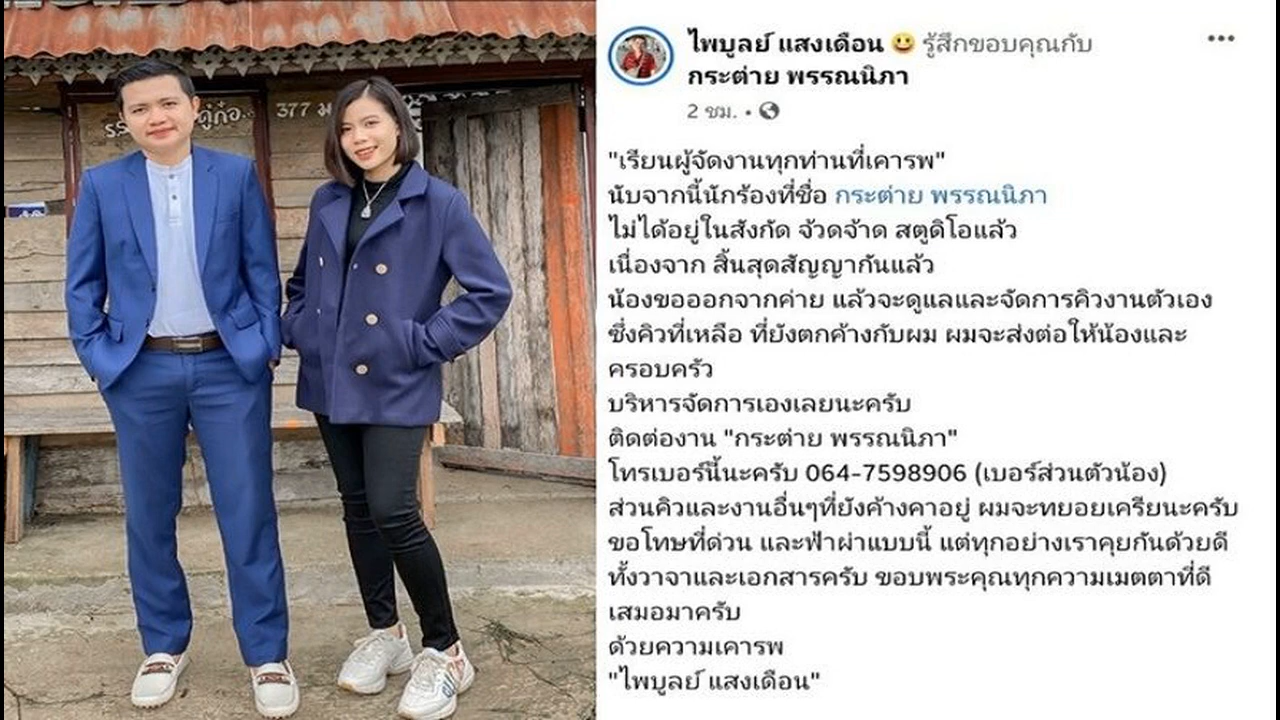 ร.ร
ตู่ก๋อ..
377 ม
ไพบูลย์ แสงเดือน 😀 รู้สึกขอบคุณกับ
กระต่าย พรรณนิภา
2 ชม. •
"เรียนผู้จัดงานทุกท่านที่เคารพ"
นับจากนี้นักร้องที่ชื่อ กระต่าย พรรณนิภา
ไม่ได้อยู่ในสังกัด จ้วดจ้าด สตูดิโอแล้ว
เนื่องจาก สิ้นสุดสัญญากันแล้ว
น้องขอออกจากค่าย แล้วจะดูแลและจัดการคิวงานตัวเอง
ซึ่งคิวที่เหลือ ที่ยังตกค้างกับผม ผมจะส่งต่อให้น้องและ
ครอบครัว
บริหารจัดการเองเลยนะครับ
ติดต่องาน "กระต่าย พรรณนิภา"
โทรเบอร์นี้นะครับ 064-7598906 (เบอร์ส่วนตัวน้อง)
ส่วนคิวและงานอื่นๆที่ยังค้างคาอยู่ ผมจะทยอยเครียนะครับ
ขอโทษที่ด่วน และฟ้าผ่าแบบนี้ แต่ทุกอย่างเราคุยกันด้วยดี
ทั้งวาจาและเอกสารครับ ขอบพระคุณทุกความเมตตาที่ดี
เสมอมาครับ
ด้วยความเคารพ
"ไพบูลย์ แสงเดือน"